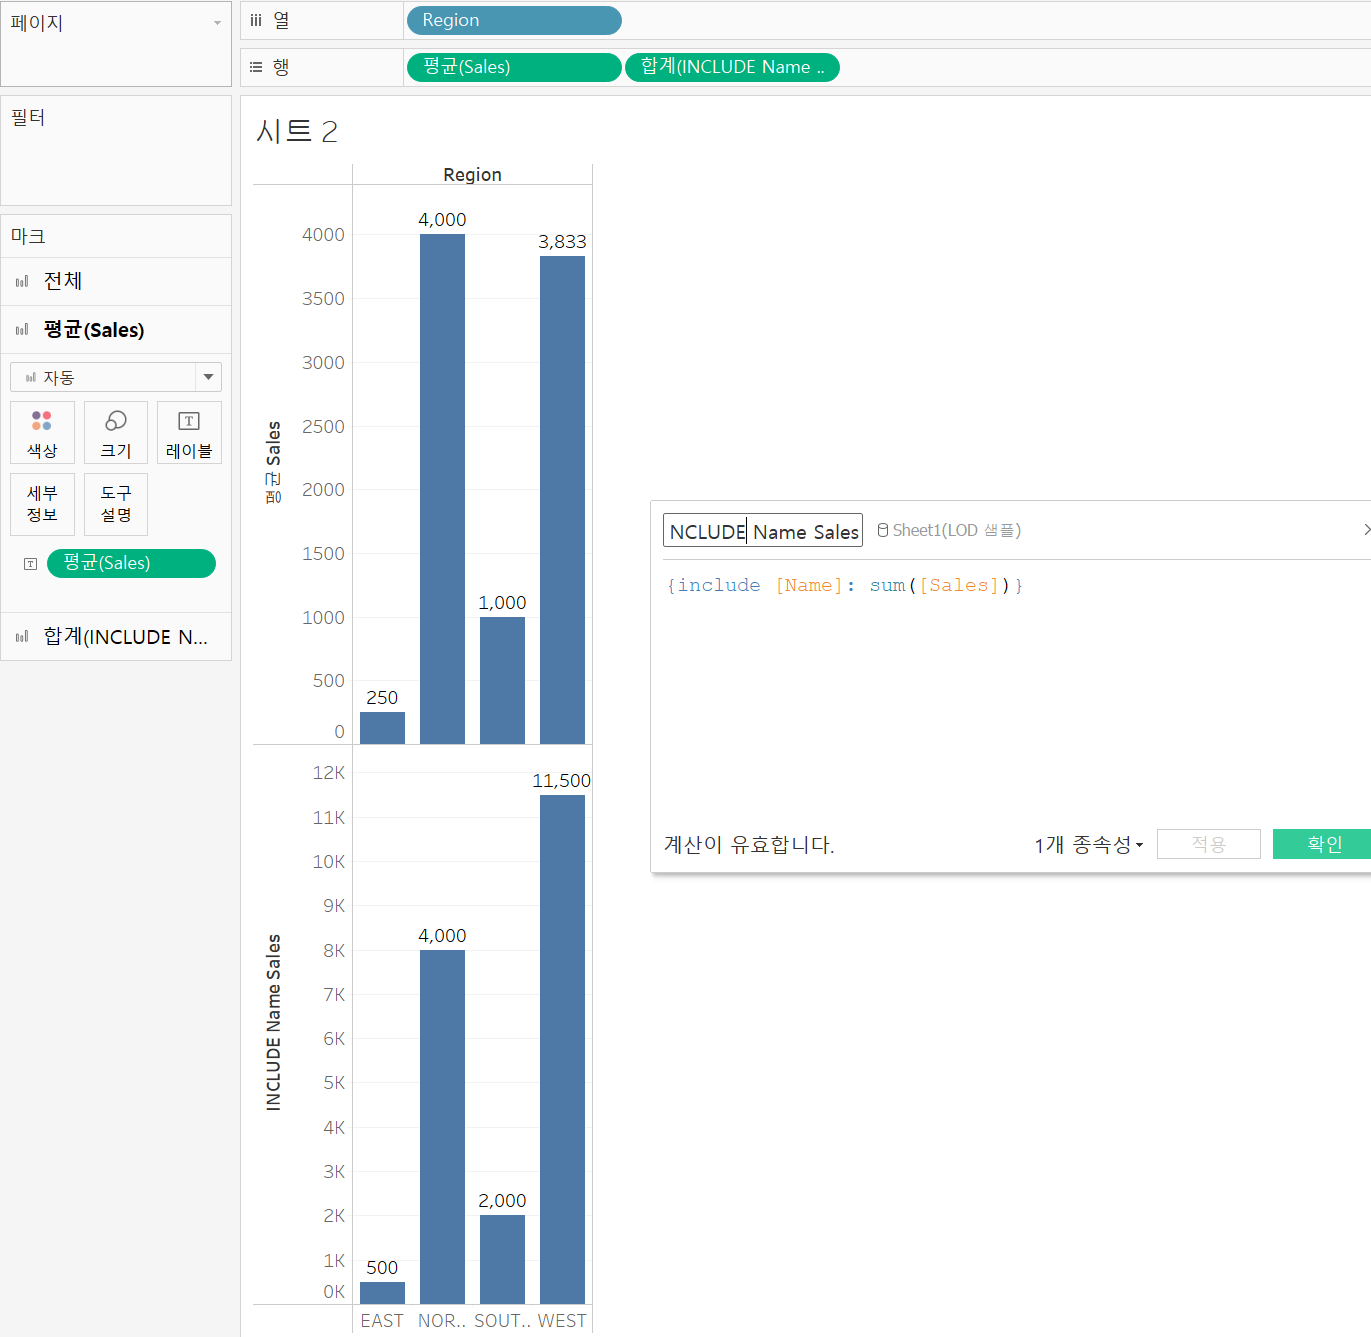 페이지
열
Region
행
평균(Sales)
합계(INCLUDE Name ..
필터
시트 2
Region
마크
전체
평균(Sales)
자동
색상
크기
레이블
세부
정보
도구
설명
평균(Sales)
합계(INCLUDE N...
평균 Sales
4000
3500
3000
2500
2000
1500
1000
500
0
250
4,000
1,000
3,833
INCLUDE Name Sales
12K
11K
10K
9K
8K
7K
6K
5K
4K
3K
2K
1K
0K
500
4,000
2,000
11,500
EAST
NOR..
SOUT..
WEST
NCLUDE Name Sales
Sheet1(LOD 샘플)
{include [Name]: sum([Sales])}
계산이 유효합니다.
1개 종속성
적용
확인